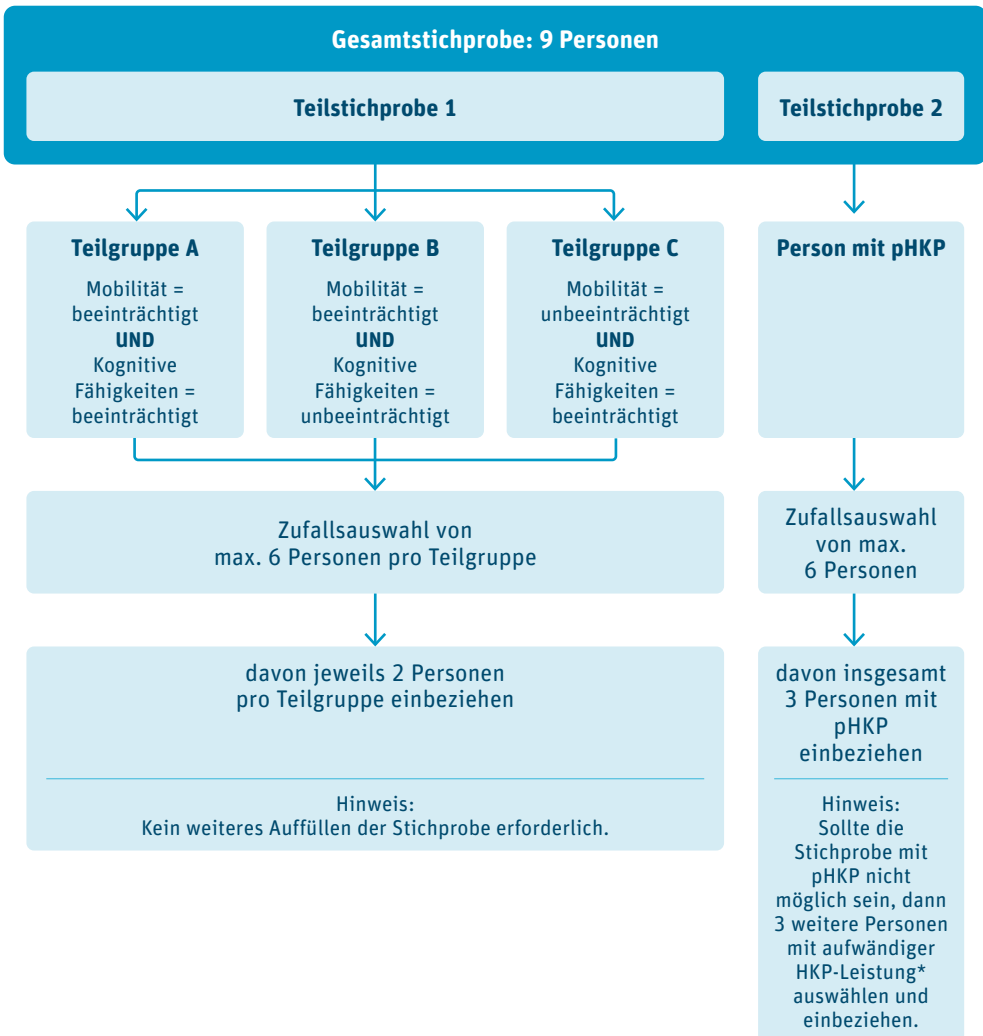 Gesamtstichprobe: 9 Personen
Teilstichprobe 1
Teilstichprobe 2
Teilgruppe A
Mobilität =
beeinträchtigt
UND
Kognitive
Fähigkeiten =
beeinträchtigt
Teilgruppe B
Mobilität =
beeinträchtigt
UND
Kognitive
Fähigkeiten =
unbeeinträchtigt
Teilgruppe C
Mobilität =
unbeeinträchtigt
UND
Kognitive
Fähigkeiten =
beeinträchtigt
Person mit pHKP
Zufallsauswahl von
max. 6 Personen pro Teilgruppe
Zufallsauswahl
von max.
6 Personen
davon jeweils 2 Personen
pro Teilgruppe einbeziehen
Hinweis:
Kein weiteres Auffüllen der Stichprobe erforderlich.
davon insgesamt
3 Personen mit
pHKP
einbeziehen
Hinweis:
Sollte die
Stichprobe mit
pHKP nicht
möglich sein, dann
3 weitere Personen
mit aufwändiger
HKP-Leistung*
auswählen und
einbeziehen.